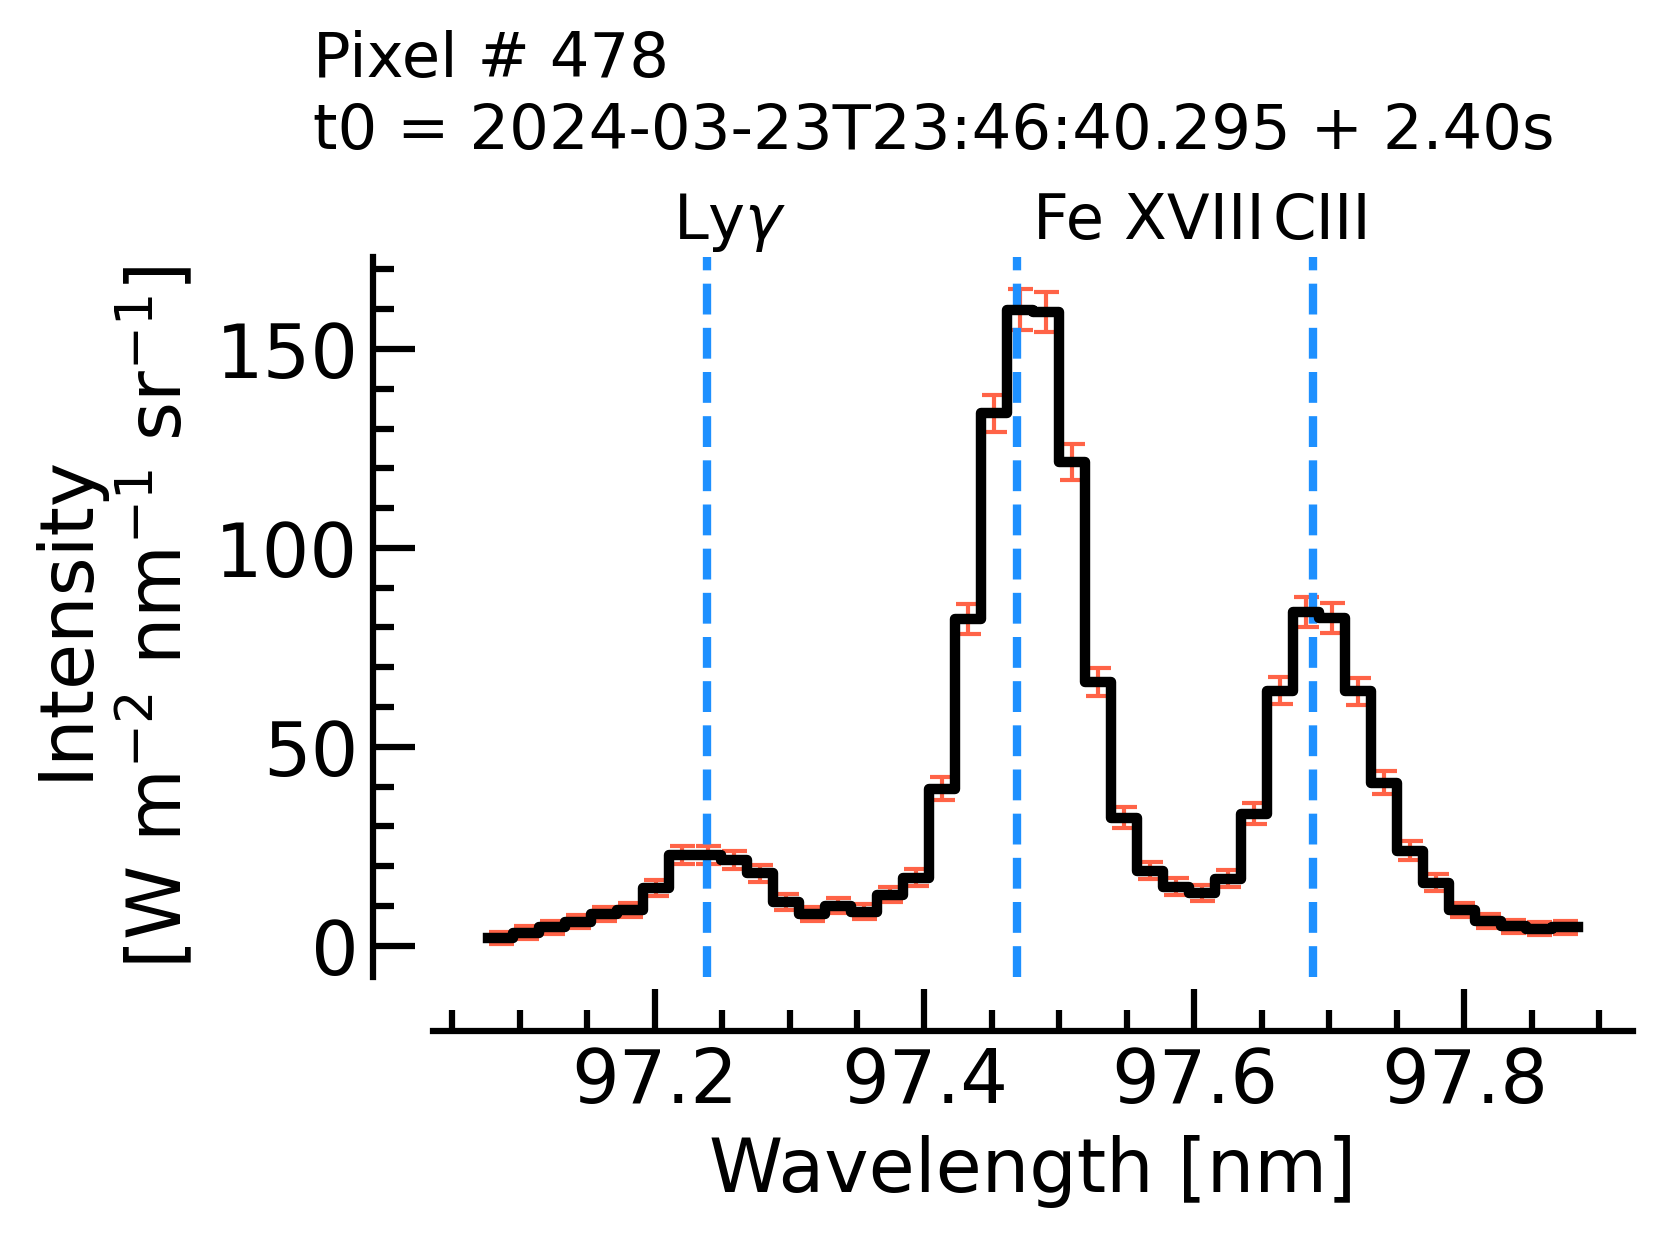 Pixel # 478
t0 = 2024-03-23T23:46:40.295 + 2.40s
Lyγ
Fe XVIII
CIII
Intensity
[W m⁻² nm⁻¹ sr⁻¹]
150
100
50
0
97.2
97.4
97.6
97.8
Wavelength [nm]